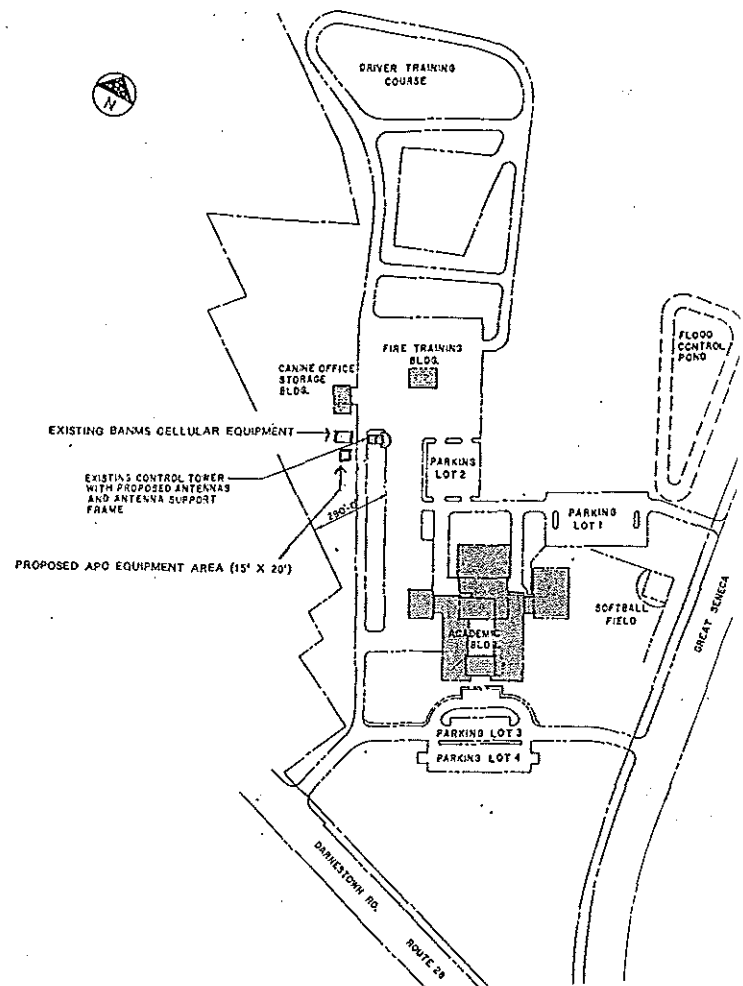 DRIVER TRAINING
COURSE
N
FLOOD
CONTROL
POND
FIRE TRAINING
BLDG.
CANINE OFFICE
STORAGE
BLDG.
EXISTING BANMS CELLULAR EQUIPMENT
PARKING
LOT 2
EXISTING CONTROL TOWER
WITH PROPOSED ANTENNAS
AND ANTENNA SUPPORT
FRAME
290'-0"
PARKING
LOT 1
PROPOSED APC EQUIPMENT AREA (15' X 20')
SOFTBALL
FIELD
GREAT SENECA
ACADEMIC
BLDG.
PARKING LOT 3
PARKING LOT 4
DARNESTOWN RD.
ROUTE 28